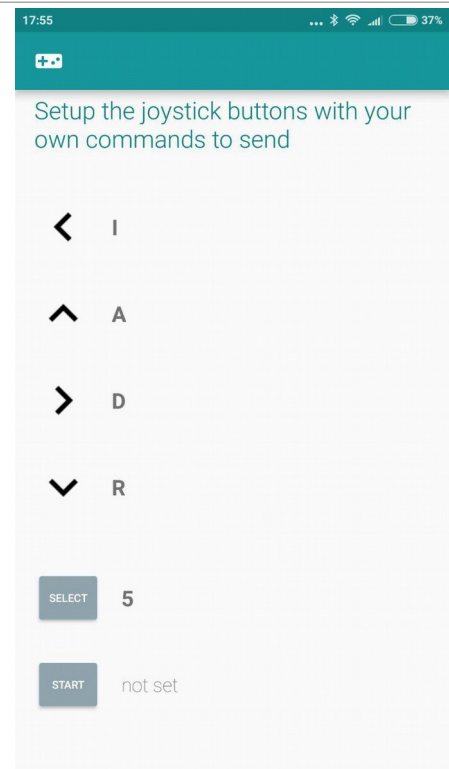 17:55
... 37%
Setup the joystick buttons with your
own commands to send
I
A
D
R
SELECT 5
START not set